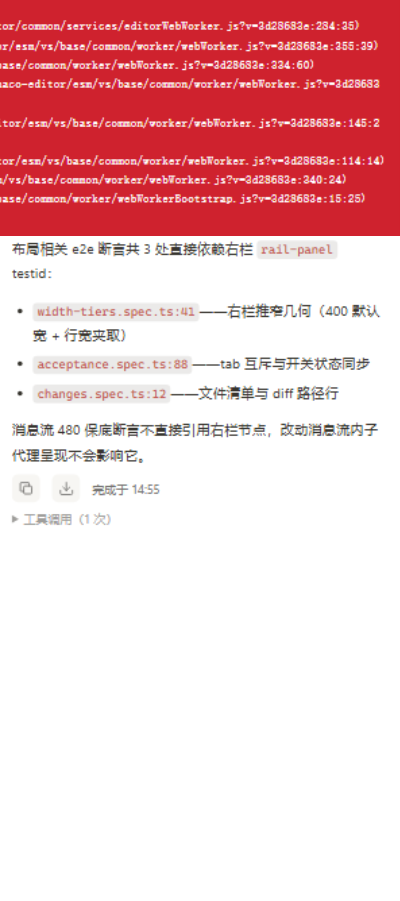 tor/common/services/editorWebWorker.js?v=3d28683e:284:35)
or/esm/vs/base/common/worker/webWorker.js?v=3d28683e:355:39)
base/common/worker/webWorker.js?v=3d28683e:334:60)
naco-editor/esm/vs/base/common/worker/webWorker.js?v=3d28683
itor/esm/vs/base/common/worker/webWorker.js?v=3d28683e:145:2
tor/esm/vs/base/common/worker/webWorker.js?v=3d28683e:114:14)
m/vs/base/common/worker/webWorker.js?v=3d28683e:340:24)
base/common/worker/webWorkerBootstrap.js?v=3d28683e:15:25)
布局相关 e2e 断言共 3 处直接依赖右栏 rail-panel
testid：
• width-tiers.spec.ts:41——右栏推窄几何（400 默认
宽 + 行宽夹取）
• acceptance.spec.ts:88——tab 互斥与开关状态同步
• changes.spec.ts:12——文件清单与 diff 路径行
消息流 480 保底断言不直接引用右栏节点，改动消息流内子
代理呈现不会影响它。
完成于 14:55
▶ 工具调用（1 次）